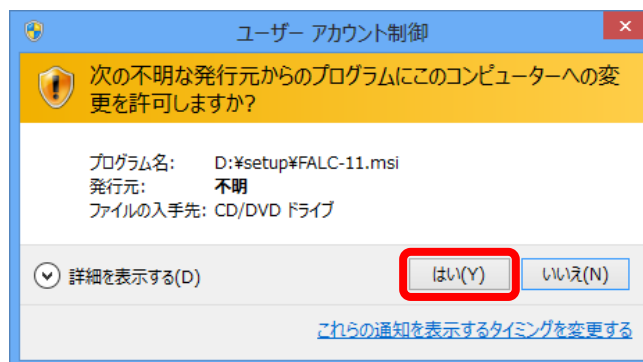 ユーザー アカウント制御
次の不明な発行元からのプログラムにこのコンピューターへの変
更を許可しますか?
プログラム名: D:¥setup¥FALC-11.msi
発行元: 不明
ファイルの入手先: CD/DVD ドライブ
詳細を表示する(D) はい(Y) いいえ(N)
これらの通知を表示するタイミングを変更する